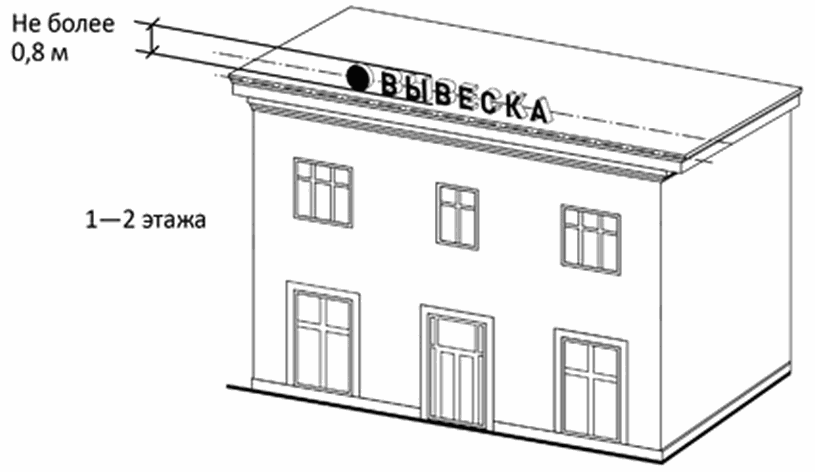 Не более
0,8 м
ВЫВЕСКА
1—2 этажа